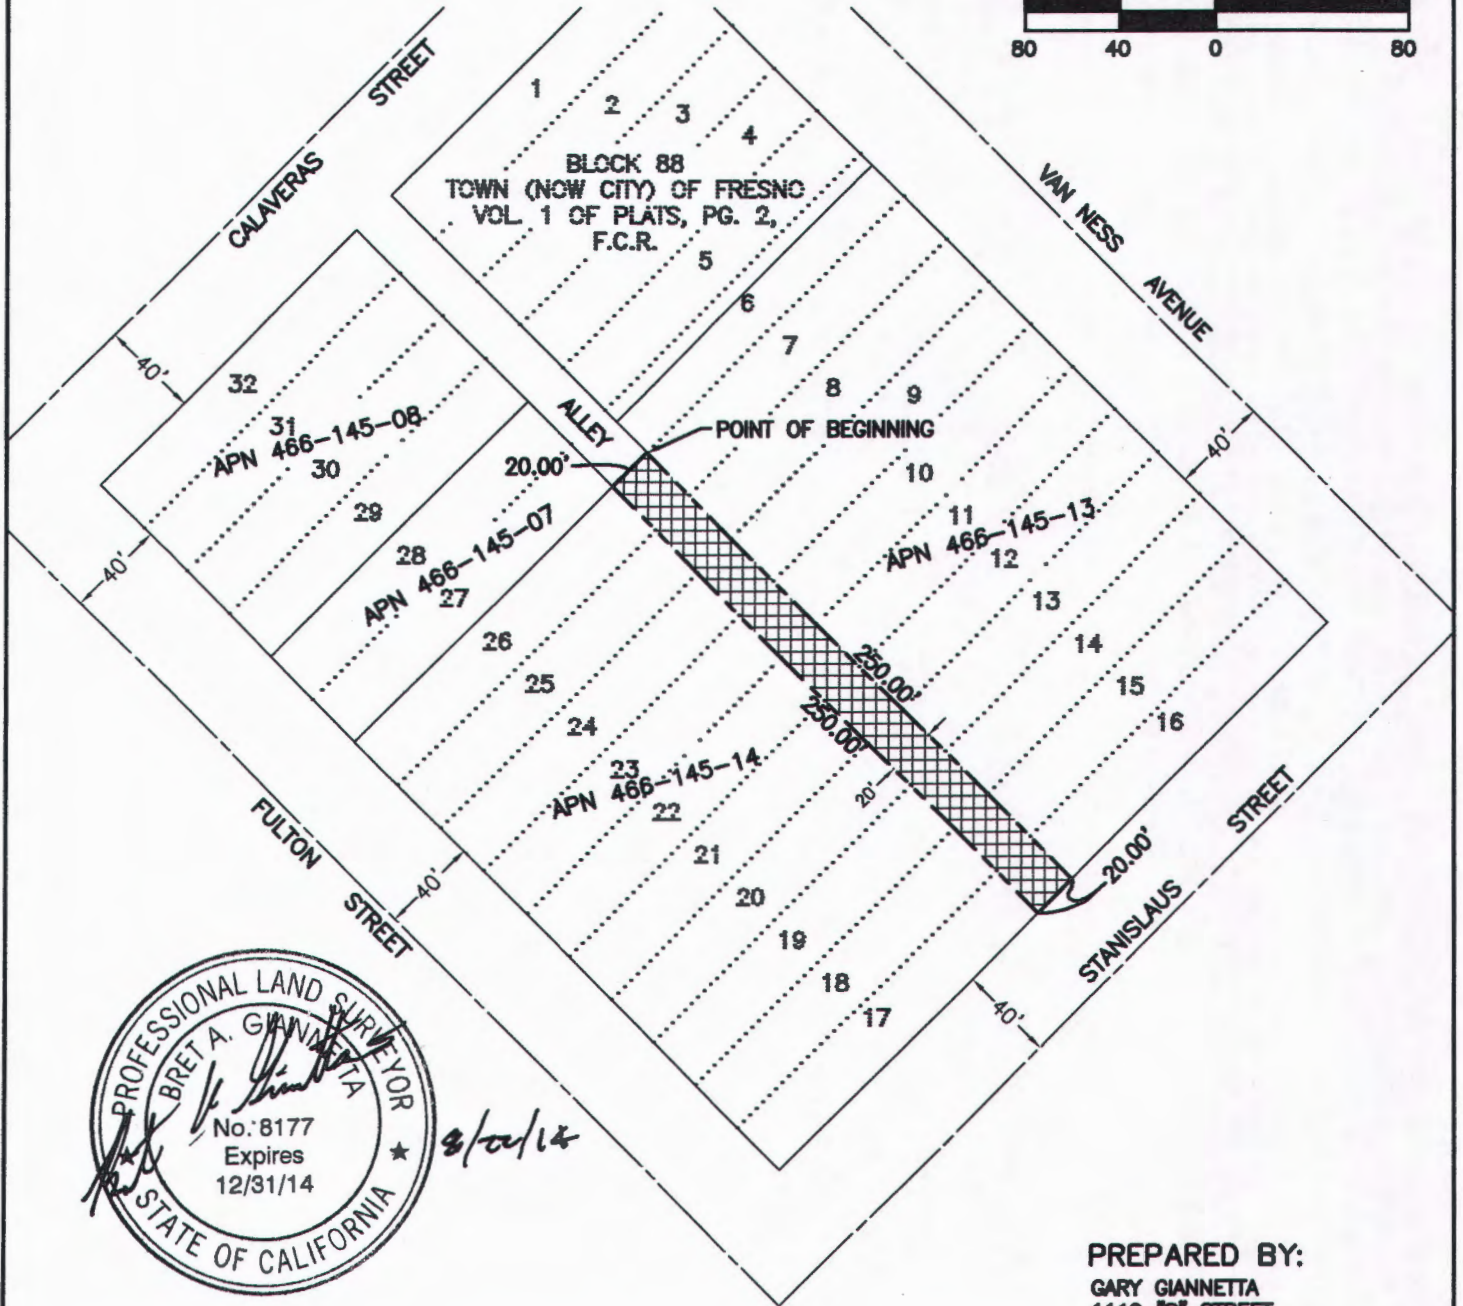 80 40 0 80
CALAVERAS STREET
1
2
3
4
BLOCK 88
TOWN (NOW CITY) OF FRESNO
VOL. 1 OF PLATS, PG. 2,
F.C.R.
5
6
7
8
9
VAN NESS AVENUE
40'
32
31
APN 466-145-08
30
29
ALLEY
POINT OF BEGINNING
20.00'
40'
10
11
APN 466-145-13
12
13
14
15
16
28
APN 466-145-07
27
26
25
24
23
APN 466-145-14
22
21
20
19
18
17
40'
250.00'
250.00'
20'
20.00'
FULTON STREET
40'
STANISLAUS STREET
40'
PROFESSIONAL LAND SURVEYOR
BRET A. GIANNETTA
No. 8177
Expires
12/31/14
STATE OF CALIFORNIA
PREPARED BY:
GARY GIANNETTA